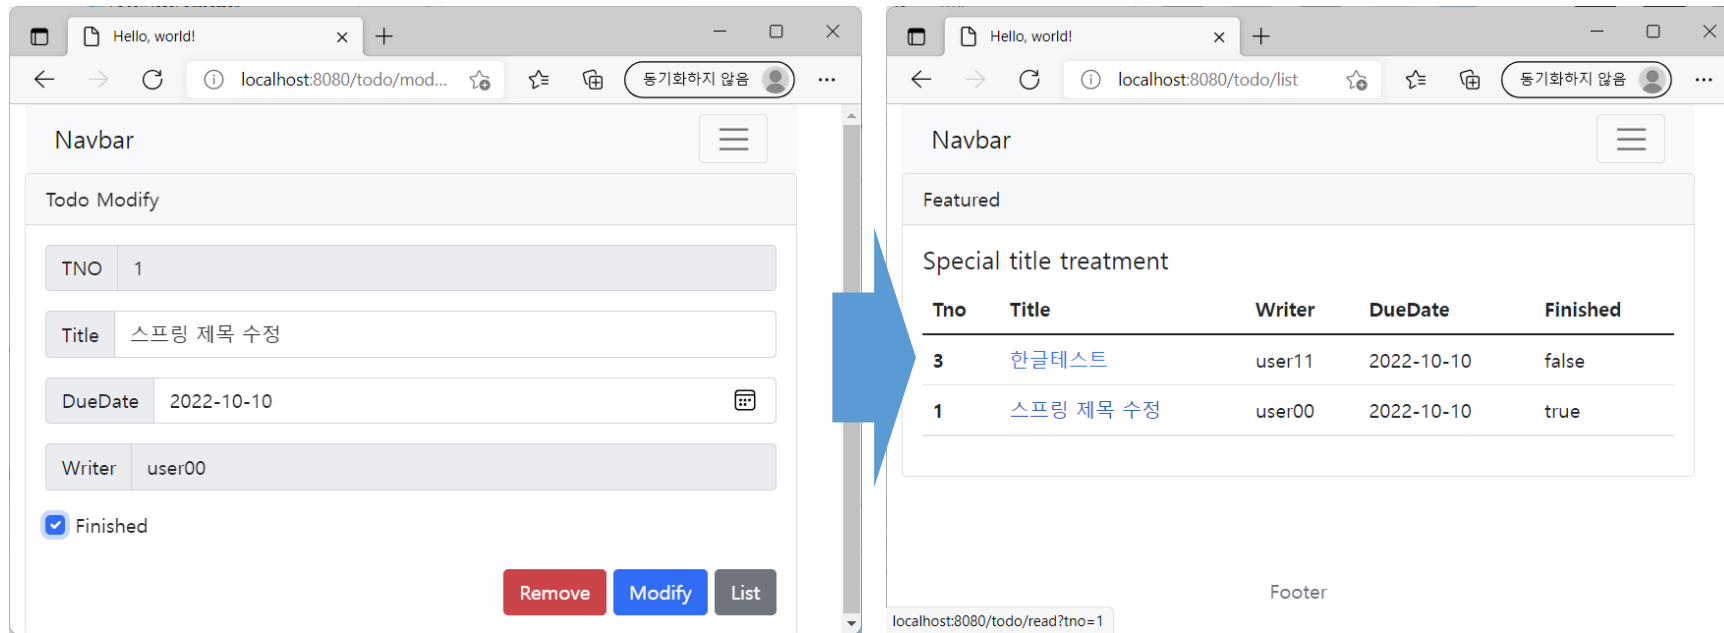 Hello, world!
localhost:8080/todo/mod...
동기화하지 않음
Navbar
Todo Modify
TNO 1
Title 스프링 제목 수정
DueDate 2022-10-10
Writer user00
Finished
Remove Modify List
Hello, world!
localhost:8080/todo/list
동기화하지 않음
Navbar
Featured
Special title treatment
Tno Title Writer DueDate Finished
3 한글테스트 user11 2022-10-10 false
1 스프링 제목 수정 user00 2022-10-10 true
Footer
localhost:8080/todo/read?tno=1